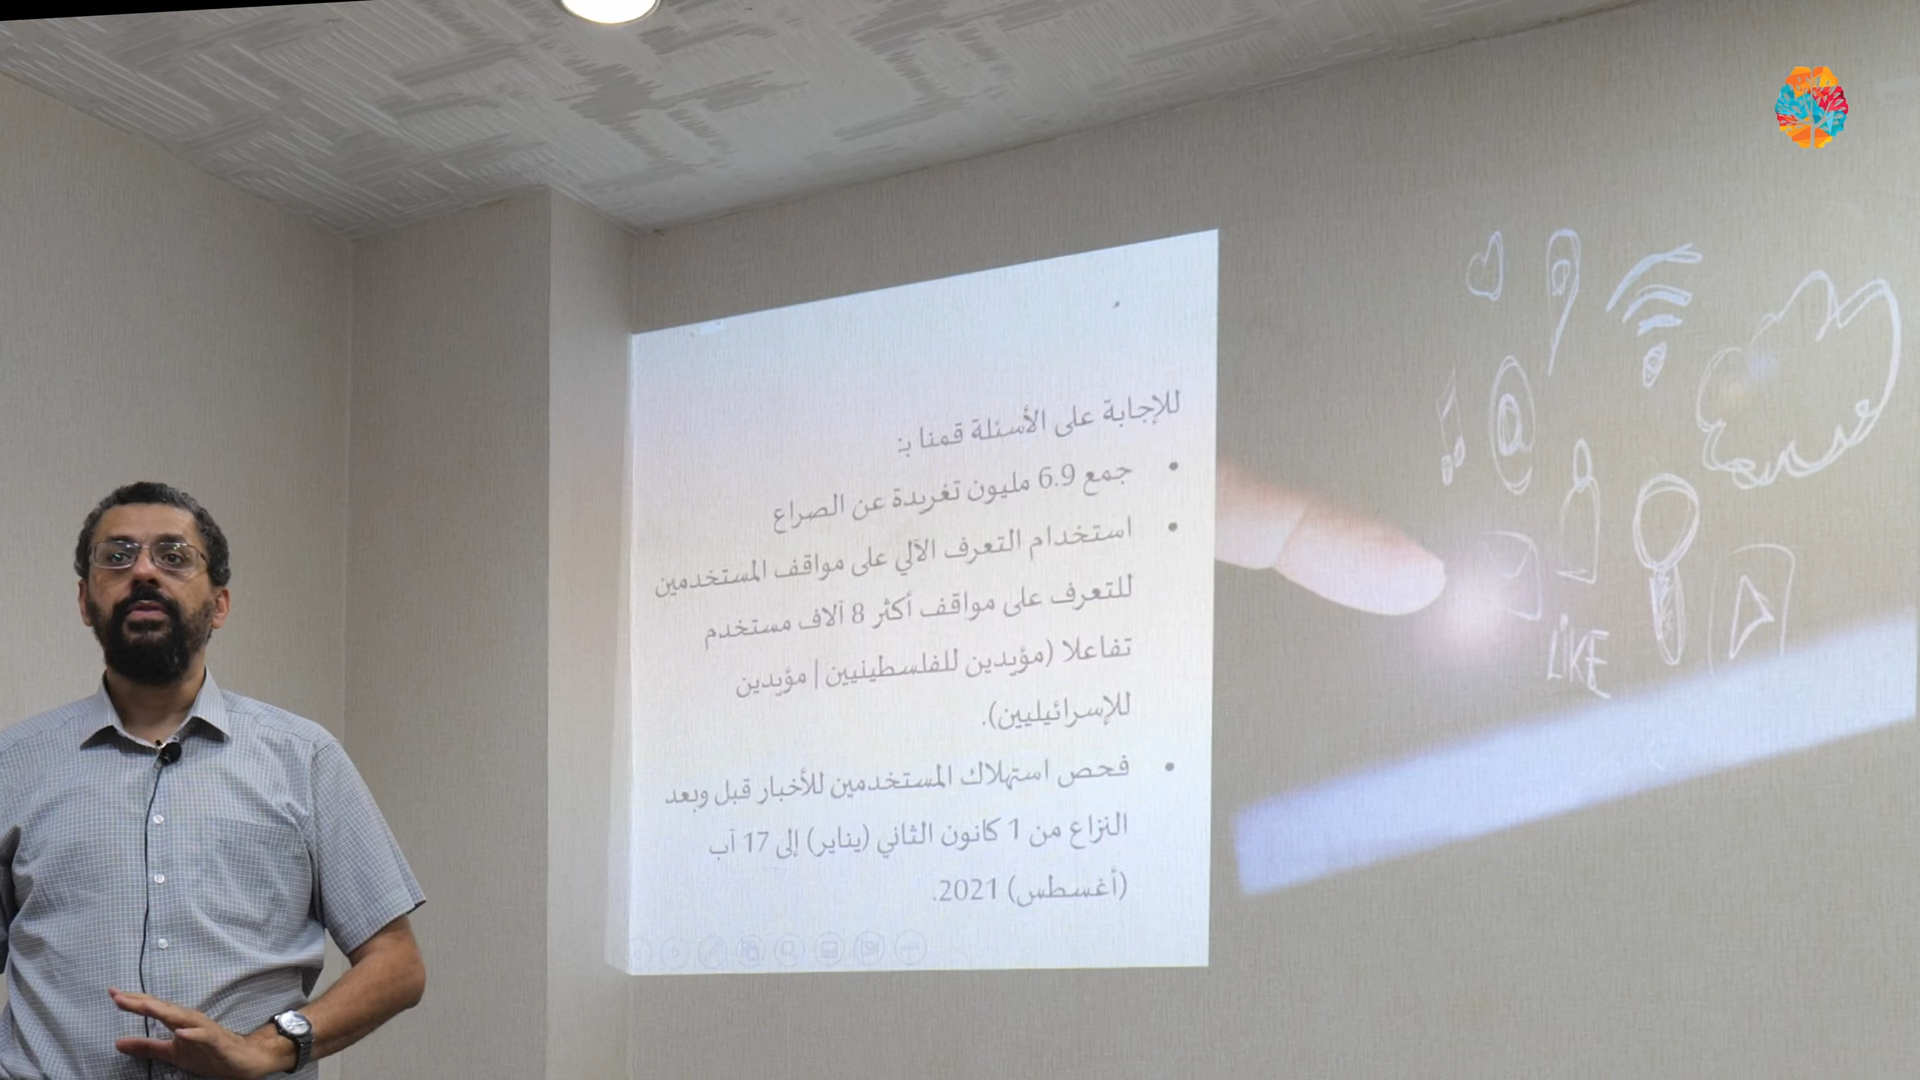 للإجابة على الأسئلة قمنا بـ:
• جمع 6.9 مليون تغريدة عن الصراع
• استخدام التعرف الآلي على مواقف المستخدمين
للتعرف على مواقف أكثر 8 آلاف مستخدم
تفاعلا (مؤيدين للفلسطينيين | مؤيدين
للإسرائيليين).
• فحص استهلاك المستخدمين للأخبار قبل وبعد
النزاع من 1 كانون الثاني (يناير) إلى 17 آب
(أغسطس) 2021.
@
LIKE